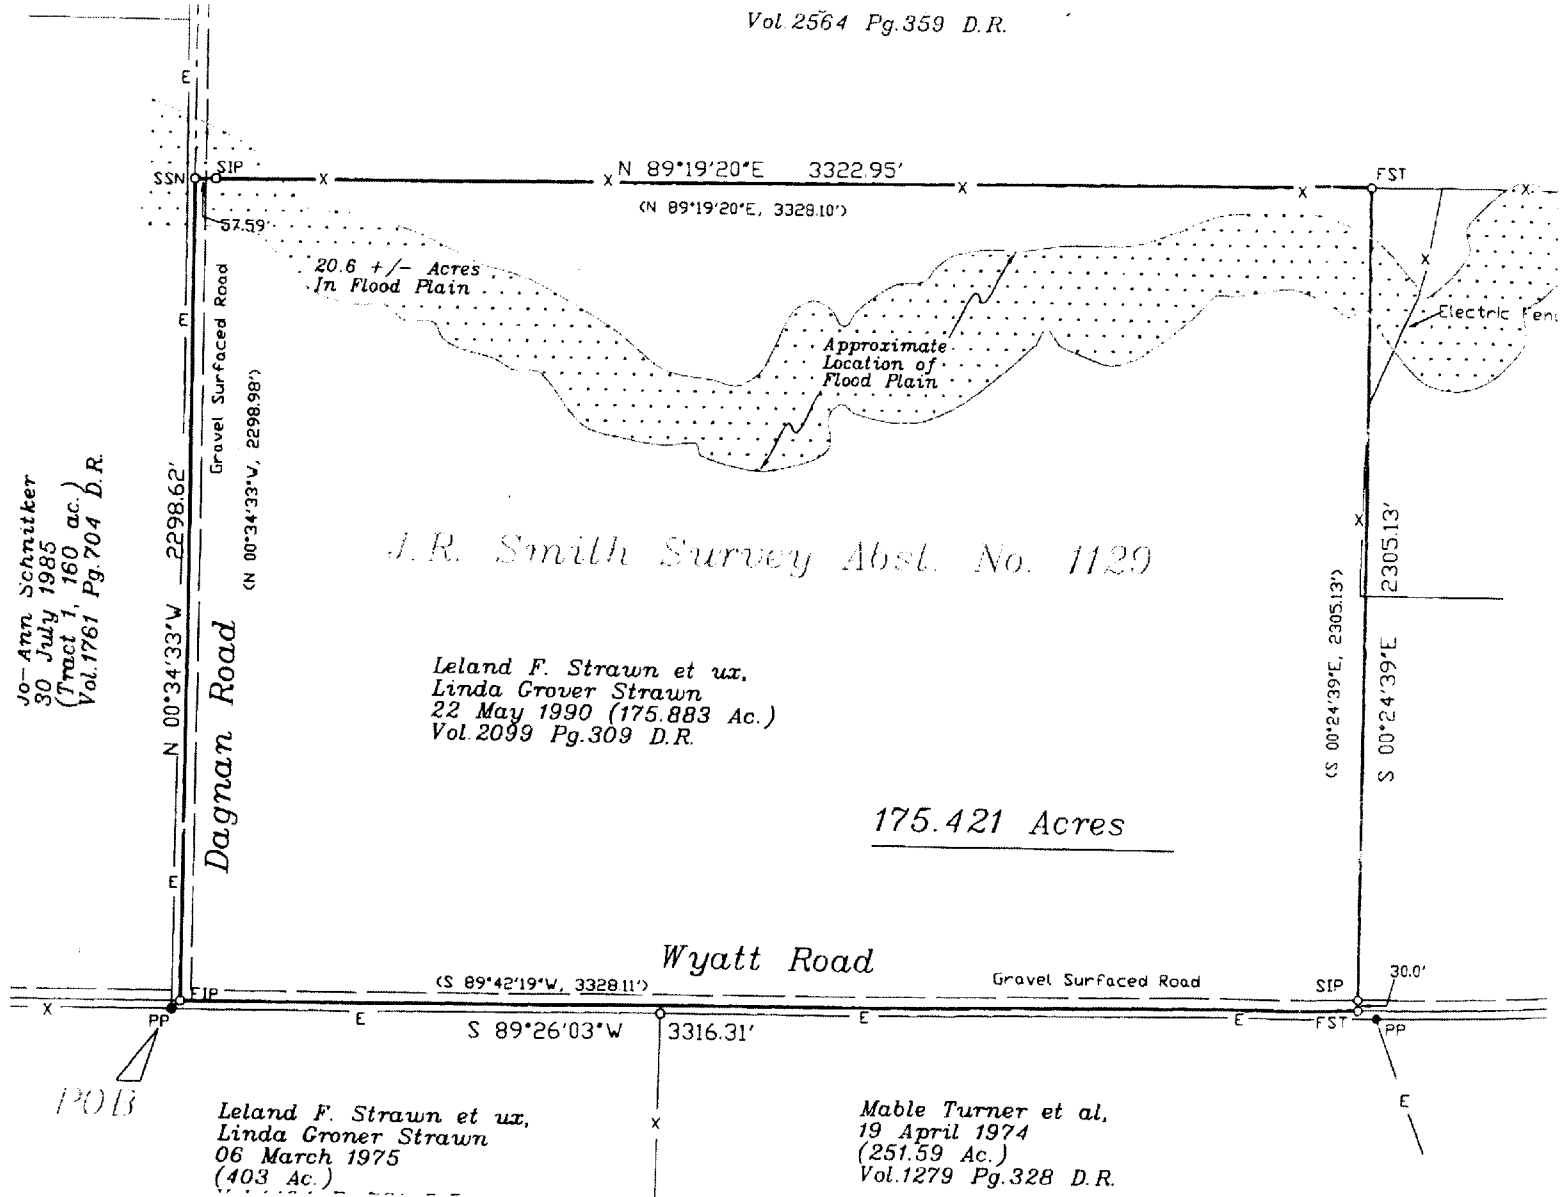 Vol.2564 Pg.359 D.R.
E
SSN
SIP
X
X
N 89°19'20"E 3322.95'
X
X
FST
X
(N 89°19'20"E, 3328.10')
57.59'
20.6 +/- Acres
In Flood Plain
Gravel Surfaced Road
E
X
Electric
Approximate
Location of
Flood Plain
(N 00°34'33"W, 2298.98')
N 00°34'33"W 2298.62'
Jo-Ann Schnitker
30 July 1985
(Tract 1, 160 ac.)
Vol.1761 Pg.704 D.R.
J.R. Smith Survey Abst. No. 1129
X
(S 00°24'39"E, 2305.13')
S 00°24'39"E 2305.13'
Dagnan Road
Leland F. Strawn et ux,
Linda Grover Strawn
22 May 1990 (175.883 Ac.)
Vol.2099 Pg.309 D.R.
175.421 Acres
E
Wyatt Road
(S 89°42'19"W, 3328.11')
Gravel Surfaced Road
SIP
30.0'
FIP
X
PP
E
S 89°26'03"W 3316.31'
E
E
FST
PP
POB
Leland F. Strawn et ux,
Linda Groner Strawn
06 March 1975
(403 Ac.)
X
Mable Turner et al,
19 April 1974
(251.59 Ac.)
Vol.1279 Pg.328 D.R.
E